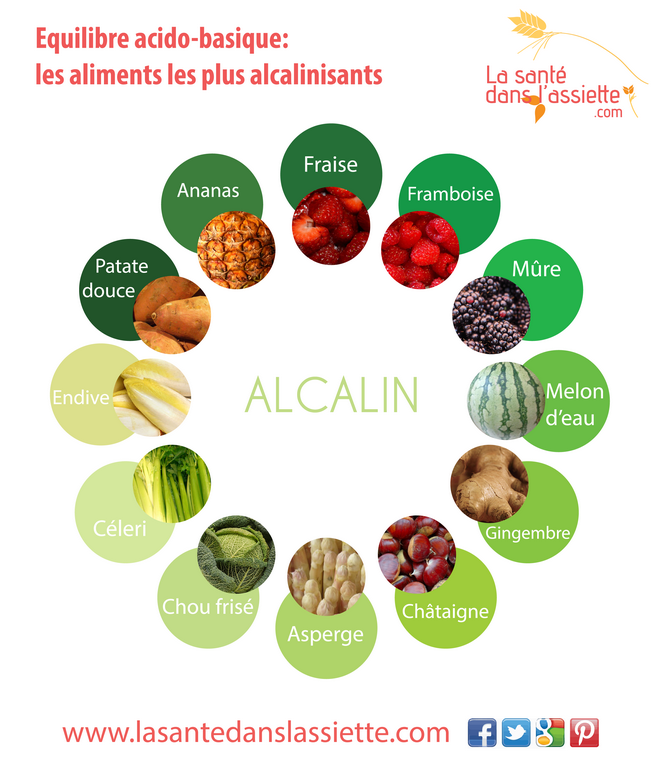 Equilibre acido-basique:
les aliments les plus alcalinisants
La santé
dans l'assiette
.com
Fraise
Framboise
Mûre
Melon
d'eau
Gingembre
Châtaigne
Asperge
Chou frisé
Céleri
Endive
Patate
douce
Ananas
ALCALIN
www.lasantedanslassiette.com